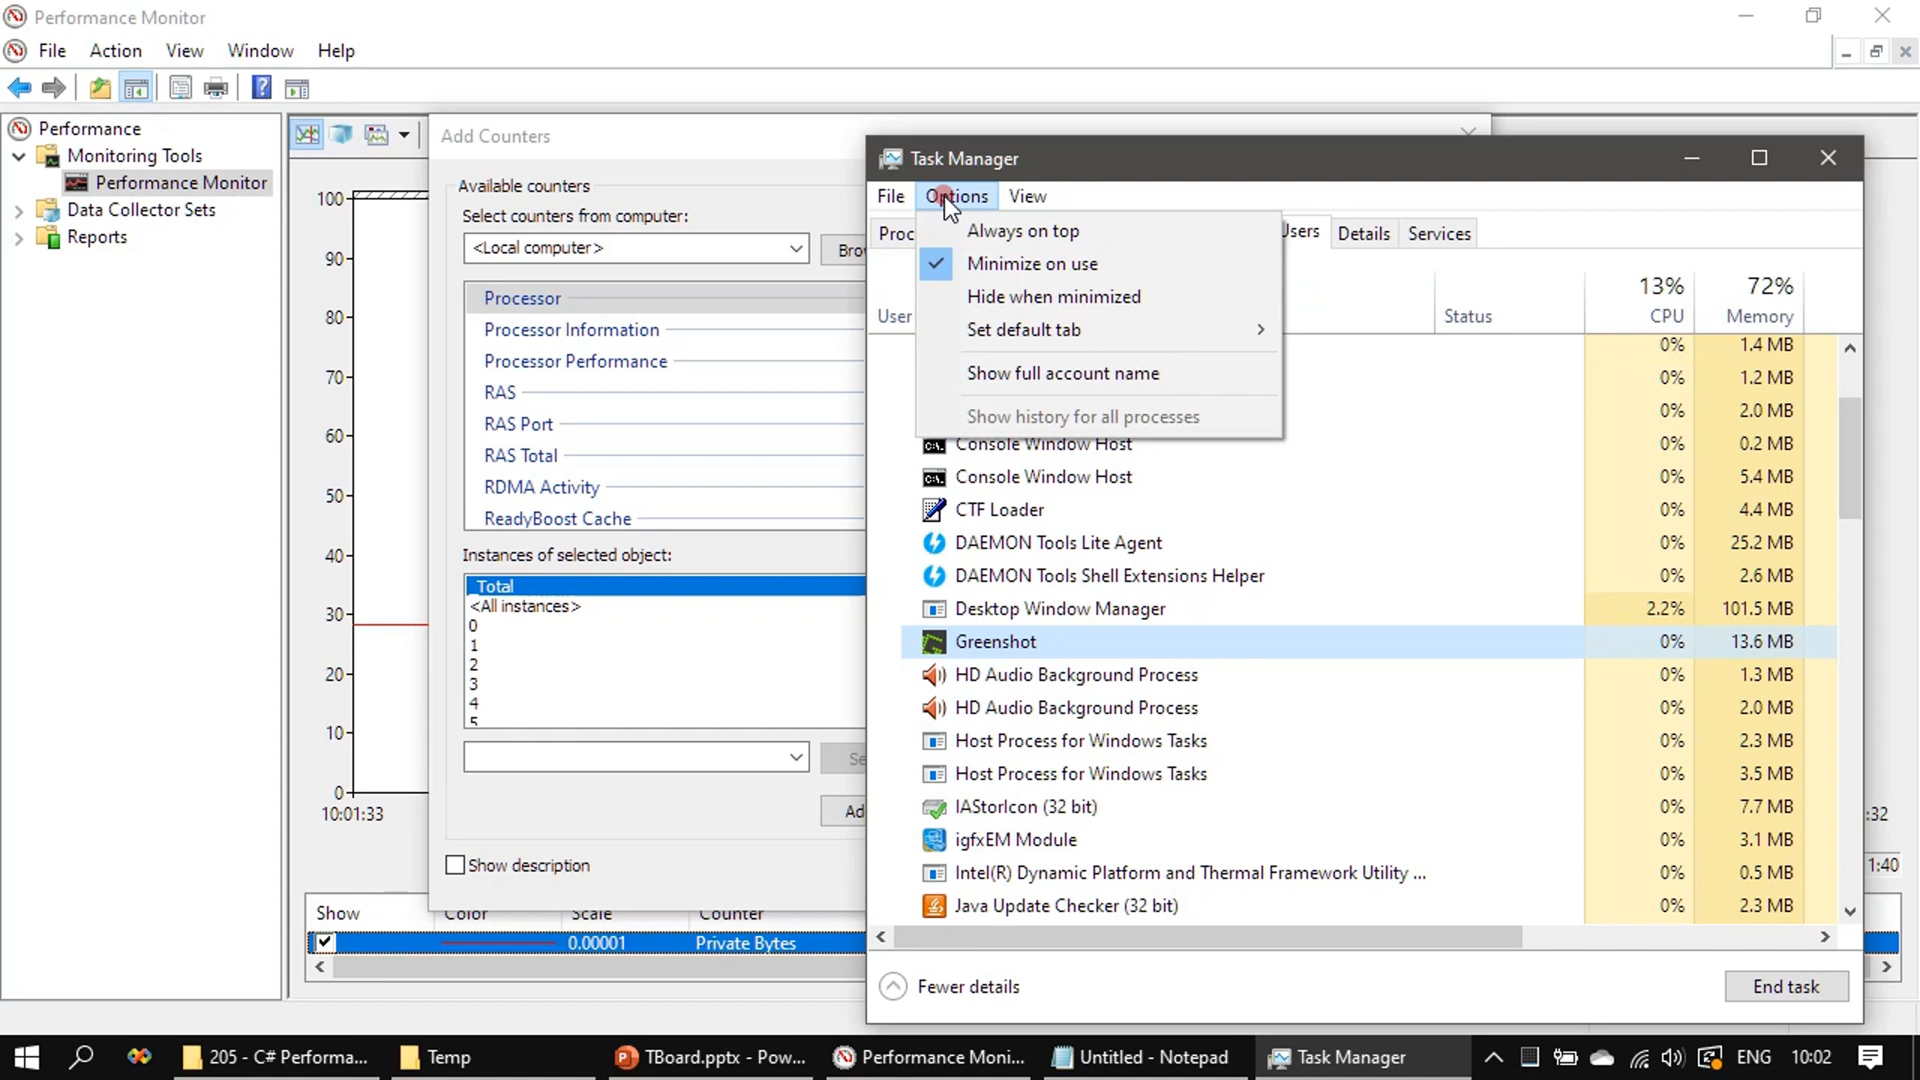 Performance Monitor
File Action View Window Help
Performance
Monitoring Tools
Performance Monitor
Data Collector Sets
Reports
100
90
80
70
60
50
40
30
20
10
0
10:01:33
Add Counters
Available counters
Select counters from computer:
<Local computer>
Brov
Processor
Processor Information
Processor Performance
RAS
RAS Port
RAS Total
RDMA Activity
ReadyBoost Cache
Instances of selected object:
_Total
<All instances>
0
1
2
3
4
5
Se
Ad
Show description
Show Color Scale Counter
0.00001 Private Bytes
:32
1:40
Task Manager
File Options View
Proc Users Details Services
Always on top
Minimize on use
Hide when minimized
Set default tab
Show full account name
Show history for all processes
13% 72%
User Status CPU Memory
0% 1.4 MB
0% 1.2 MB
0% 2.0 MB
Console Window Host 0% 0.2 MB
Console Window Host 0% 5.4 MB
CTF Loader 0% 4.4 MB
DAEMON Tools Lite Agent 0% 25.2 MB
DAEMON Tools Shell Extensions Helper 0% 2.6 MB
Desktop Window Manager 2.2% 101.5 MB
Greenshot 0% 13.6 MB
HD Audio Background Process 0% 1.3 MB
HD Audio Background Process 0% 2.0 MB
Host Process for Windows Tasks 0% 2.3 MB
Host Process for Windows Tasks 0% 3.5 MB
IAStorIcon (32 bit) 0% 7.7 MB
igfxEM Module 0% 3.1 MB
Intel(R) Dynamic Platform and Thermal Framework Utility ... 0% 0.5 MB
Java Update Checker (32 bit) 0% 2.3 MB
Fewer details End task
205 - C# Performa... Temp TBoard.pptx - Pow... Performance Moni... Untitled - Notepad Task Manager ENG 10:02